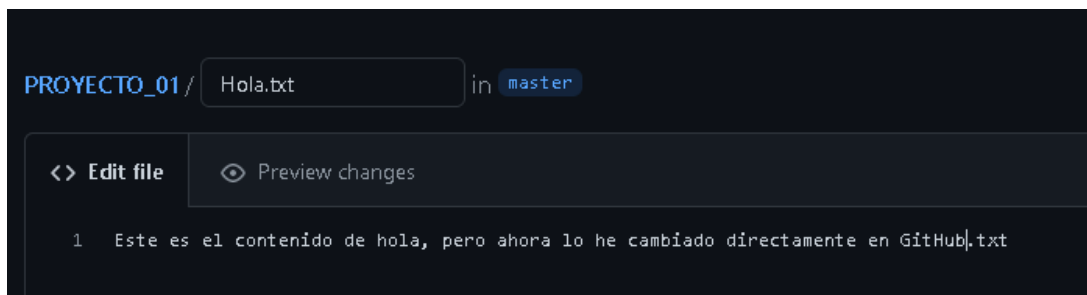 PROYECTO_01 / Hola.txt in master
<> Edit file Preview changes
1 Este es el contenido de hola, pero ahora lo he cambiado directamente en GitHub.txt